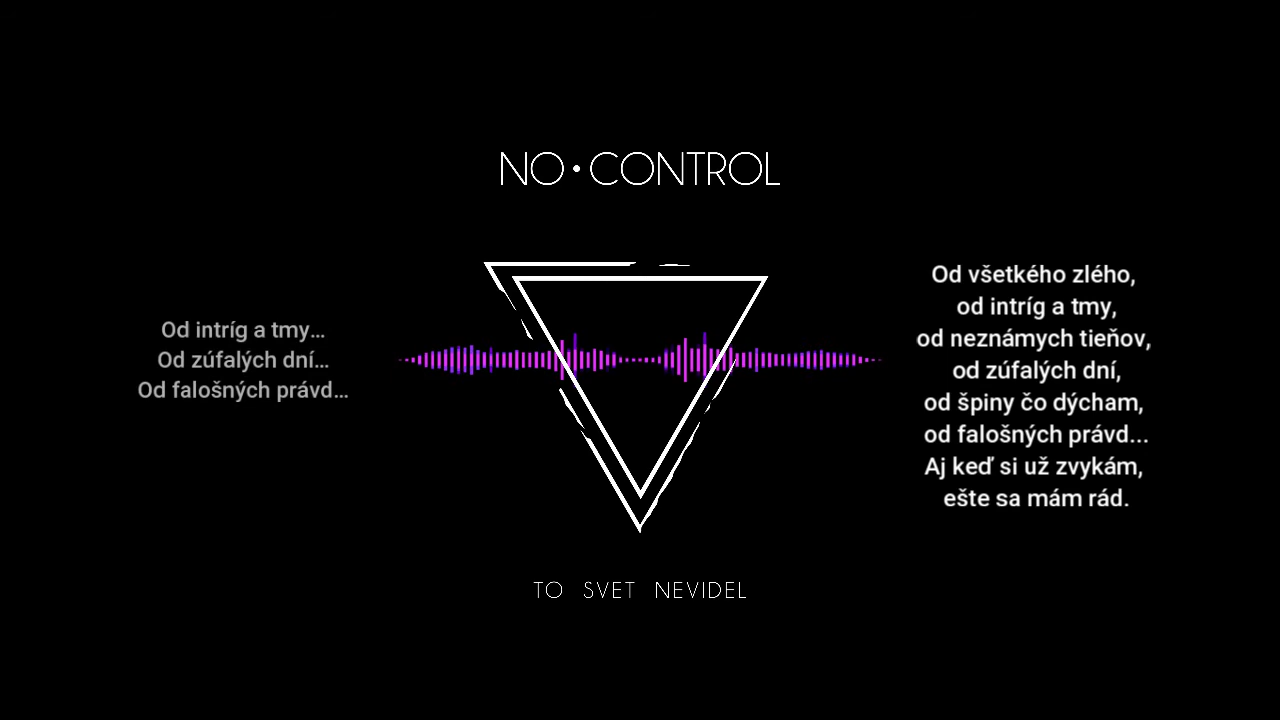 NO•CONTROL
Od intríg a tmy...
Od zúfalých dní...
Od falošných právd...
Od všetkého zlého,
od intríg a tmy,
od neznámych tieňov,
od zúfalých dní,
od špiny čo dýcham,
od falošných právd...
Aj keď si už zvykám,
ešte sa mám rád.
TO SVET NEVIDEL